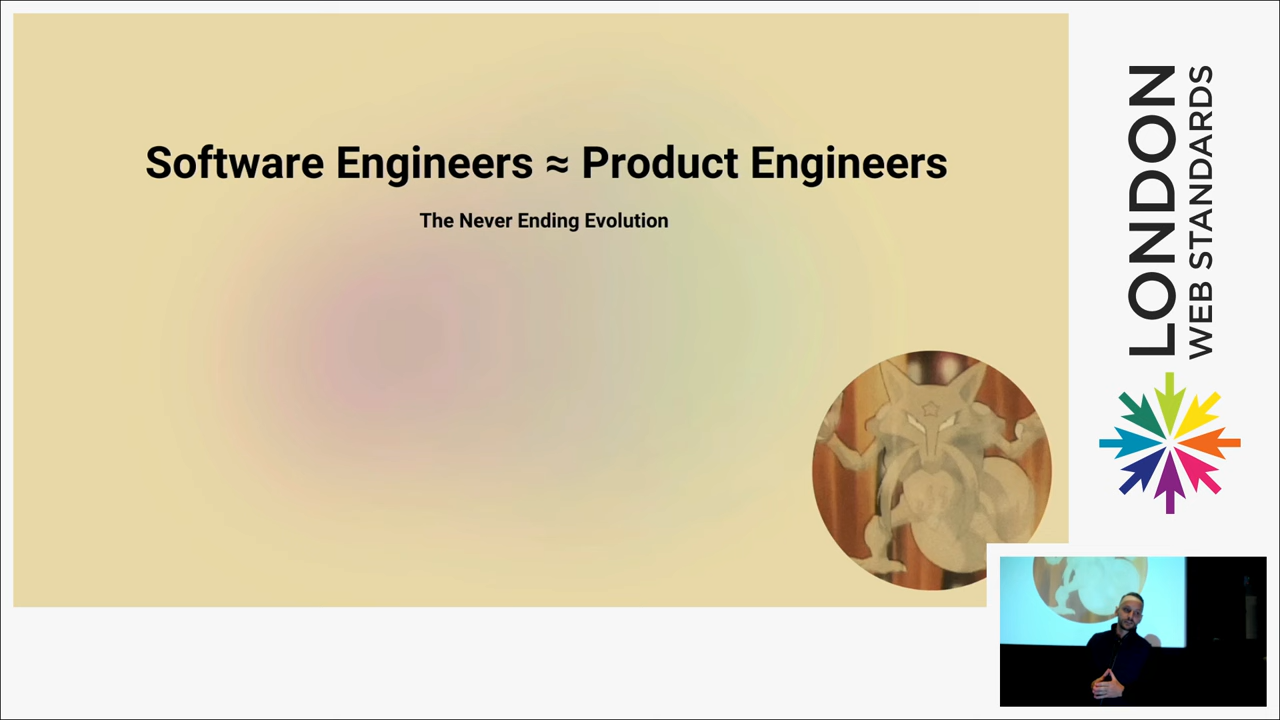 Software Engineers ≈ Product Engineers
The Never Ending Evolution
LONDON
WEB STANDARDS